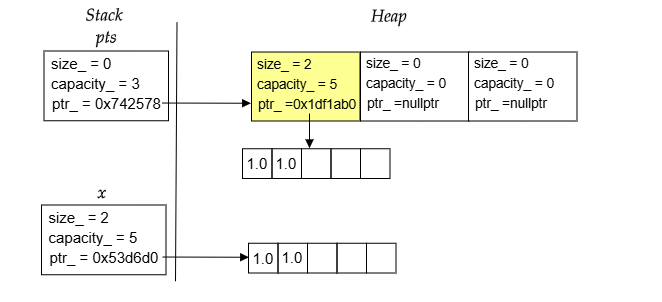 Stack
Heap
pts
size_ = 0
capacity_ = 3
ptr_ = 0x742578
size_ = 2
capacity_ = 5
ptr_ =0x1df1ab0
size_ = 0
capacity_ = 0
ptr_ =nullptr
size_ = 0
capacity_ = 0
ptr_ =nullptr
1.0 1.0
x
size_ = 2
capacity_ = 5
ptr_ = 0x53d6d0
1.0 1.0